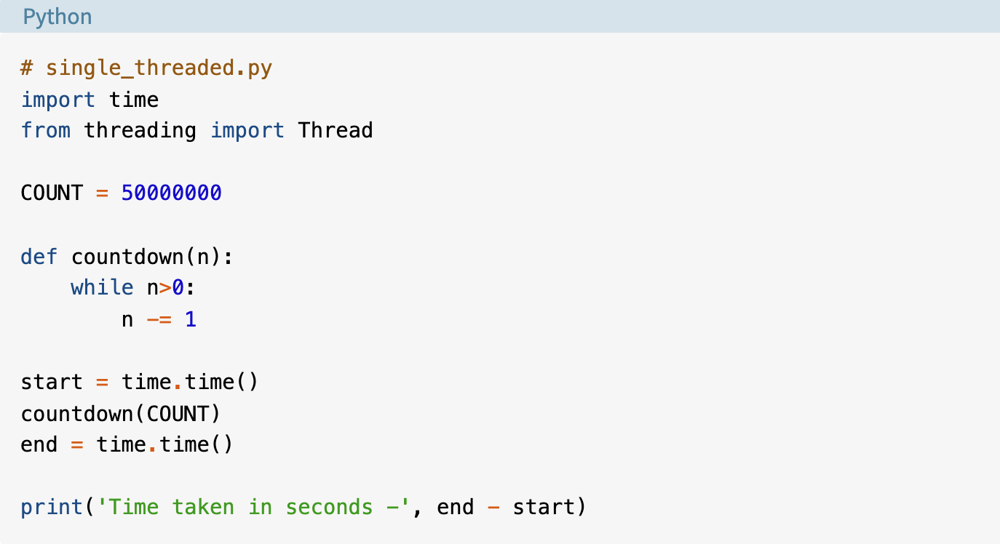 Python
# single_threaded.py
import time
from threading import Thread
COUNT = 50000000
def countdown(n):
    while n>0:
        n -= 1
start = time.time()
countdown(COUNT)
end = time.time()
print('Time taken in seconds -', end - start)